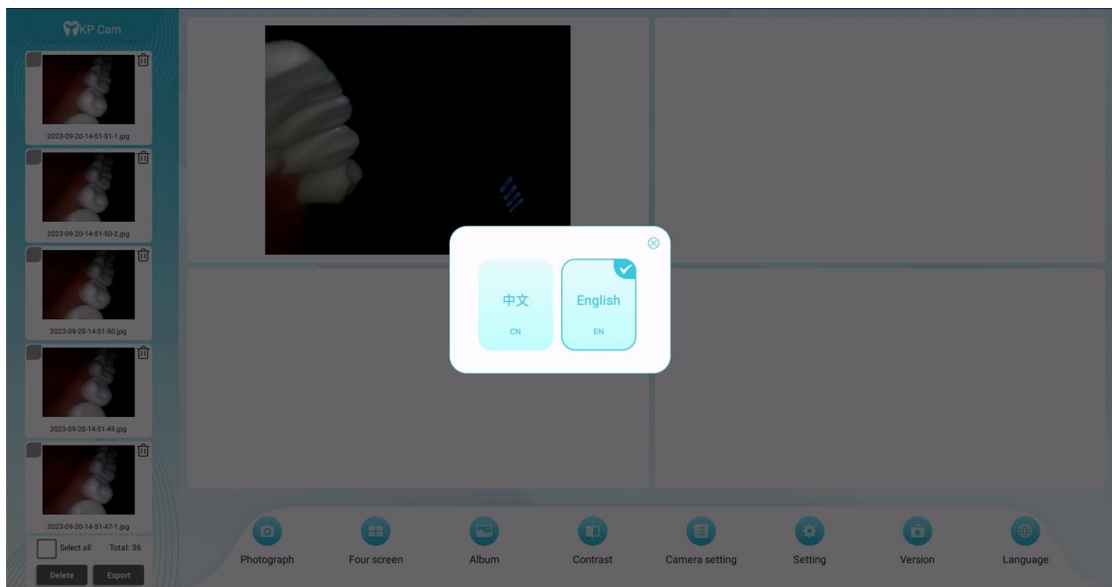 KP Cam
2023-09-20-14-51-51-1.jpg
2023-09-20-14-51-50-2.jpg
2023-09-20-14-51-50.jpg
2023-09-20-14-51-49.jpg
2023-09-20-14-51-47-1.jpg
Select all Total: 36
Delete Export
中文
CN
English
EN
Photograph
Four screen
Album
Contrast
Camera setting
Setting
Version
Language